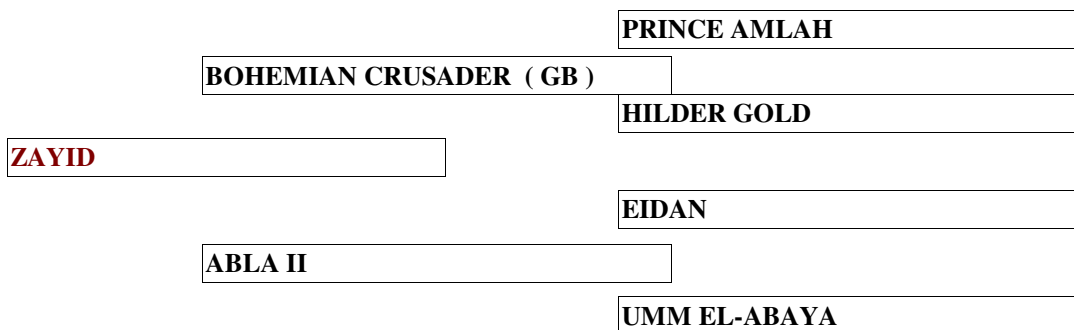 PRINCE AMLAH
BOHEMIAN CRUSADER ( GB )
HILDER GOLD
ZAYID
EIDAN
ABLA II
UMM EL-ABAYA